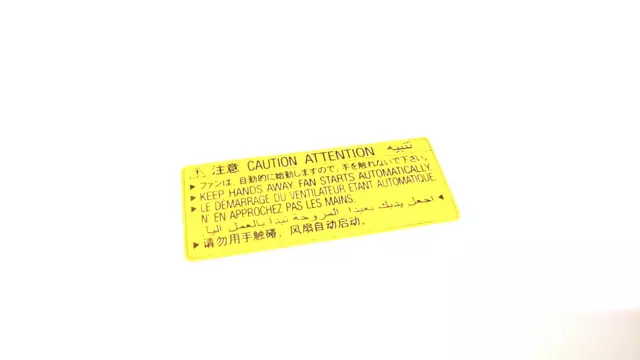 ⚠ 注意 CAUTION ATTENTION تنبيه
▶ ファンは、自動的に始動しますので、手を触れないで下さい。
▶ KEEP HANDS AWAY. FAN STARTS AUTOMATICALLY.
▶ LE DÉMARRAGE DU VENTILATEUR ETANT AUTOMATIQUE.
N' EN APPROCHEZ PAS LES MAINS.
◀ اجعل يديك بعيدا المروحة تبدا بالعمل اليا
▶ 请勿用手触碰，风扇自动启动。